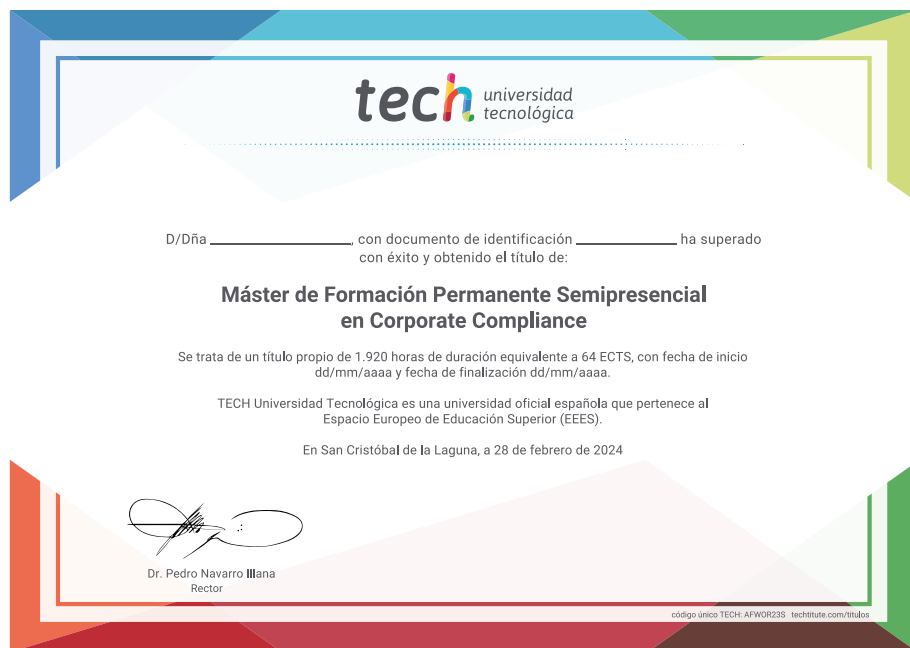 tech universidad
tecnológica
D/Dña ____________________, con documento de identificación ______________ ha superado
con éxito y obtenido el título de:
Máster de Formación Permanente Semipresencial
en Corporate Compliance
Se trata de un título propio de 1.920 horas de duración equivalente a 64 ECTS, con fecha de inicio
dd/mm/aaaa y fecha de finalización dd/mm/aaaa.
TECH Universidad Tecnológica es una universidad oficial española que pertenece al
Espacio Europeo de Educación Superior (EEES).
En San Cristóbal de la Laguna, a 28 de febrero de 2024
Dr. Pedro Navarro Illana
Rector
código único TECH: AFWOR23S techtitute.com/titulos